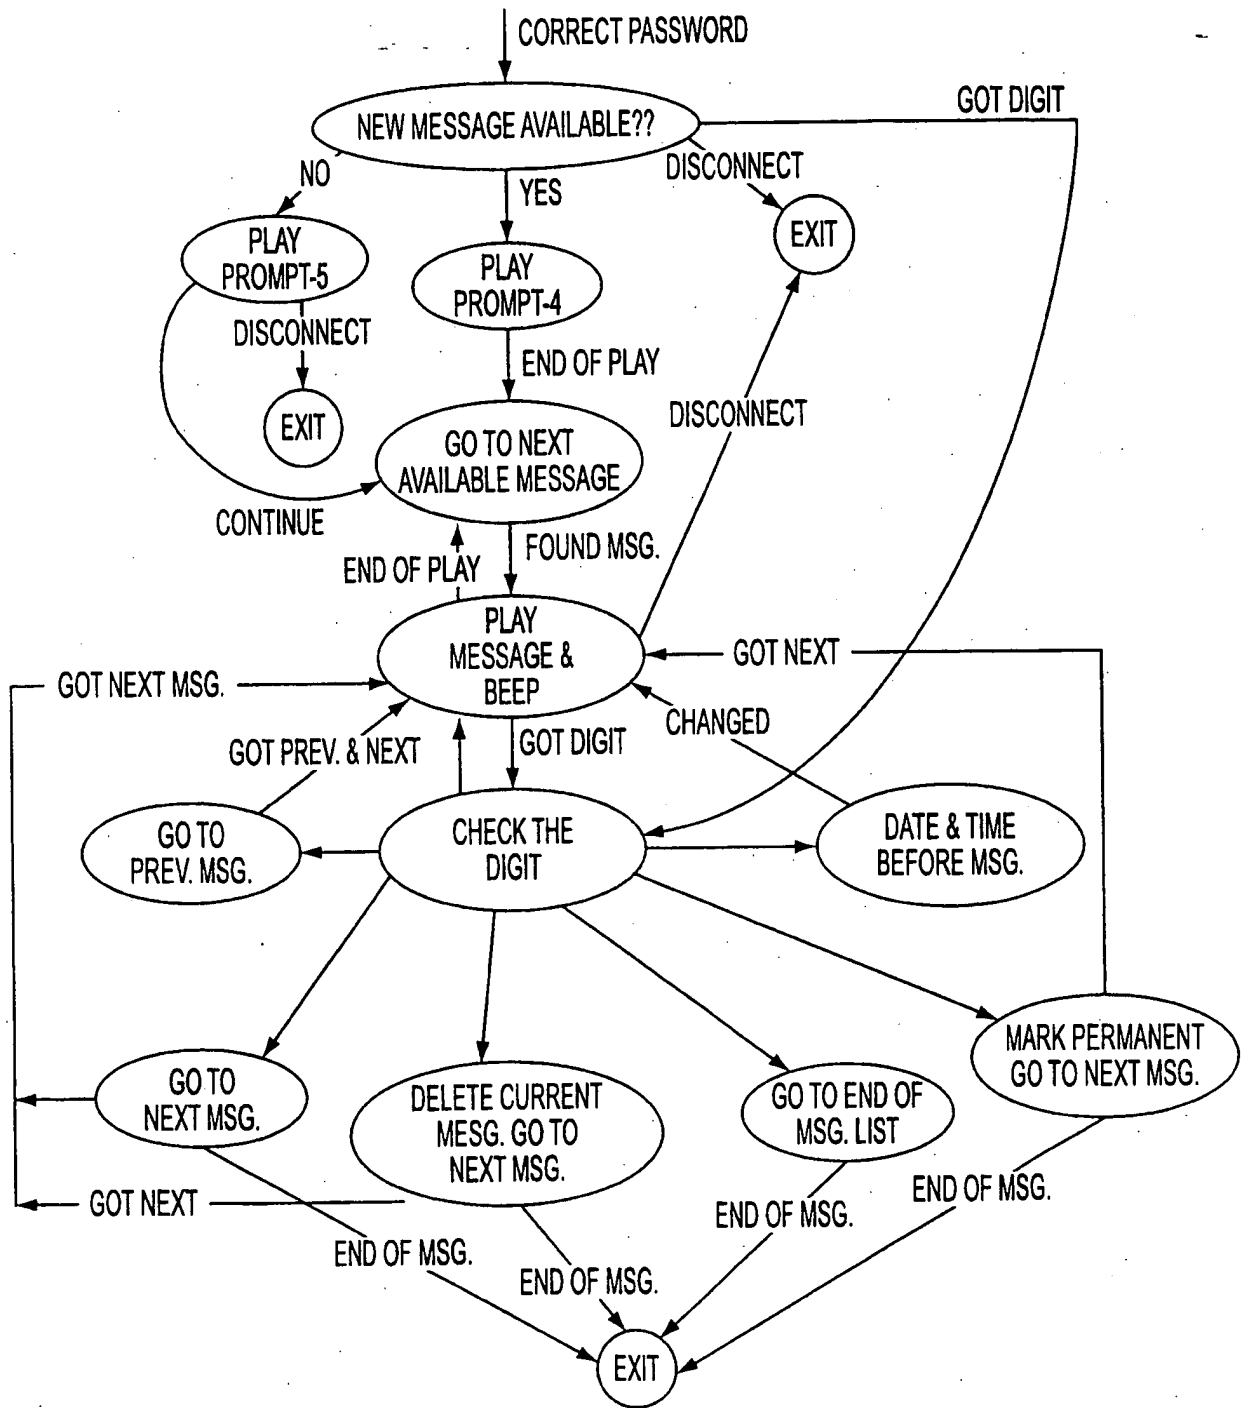 CORRECT PASSWORD
GOT DIGIT
NEW MESSAGE AVAILABLE??
DISCONNECT
NO
YES
EXIT
PLAY
PROMPT-5
PLAY
PROMPT-4
DISCONNECT
END OF PLAY
EXIT
DISCONNECT
GO TO NEXT
AVAILABLE MESSAGE
CONTINUE
FOUND MSG.
END OF PLAY
PLAY
MESSAGE &
BEEP
GOT NEXT
GOT NEXT MSG.
CHANGED
GOT PREV. & NEXT
GOT DIGIT
GO TO
PREV. MSG.
CHECK THE
DIGIT
DATE & TIME
BEFORE MSG.
MARK PERMANENT
GO TO NEXT MSG.
GO TO
NEXT MSG.
DELETE CURRENT
MESG. GO TO
NEXT MSG.
GO TO END OF
MSG. LIST
GOT NEXT
END OF MSG.
END OF MSG.
END OF MSG.
END OF MSG.
EXIT